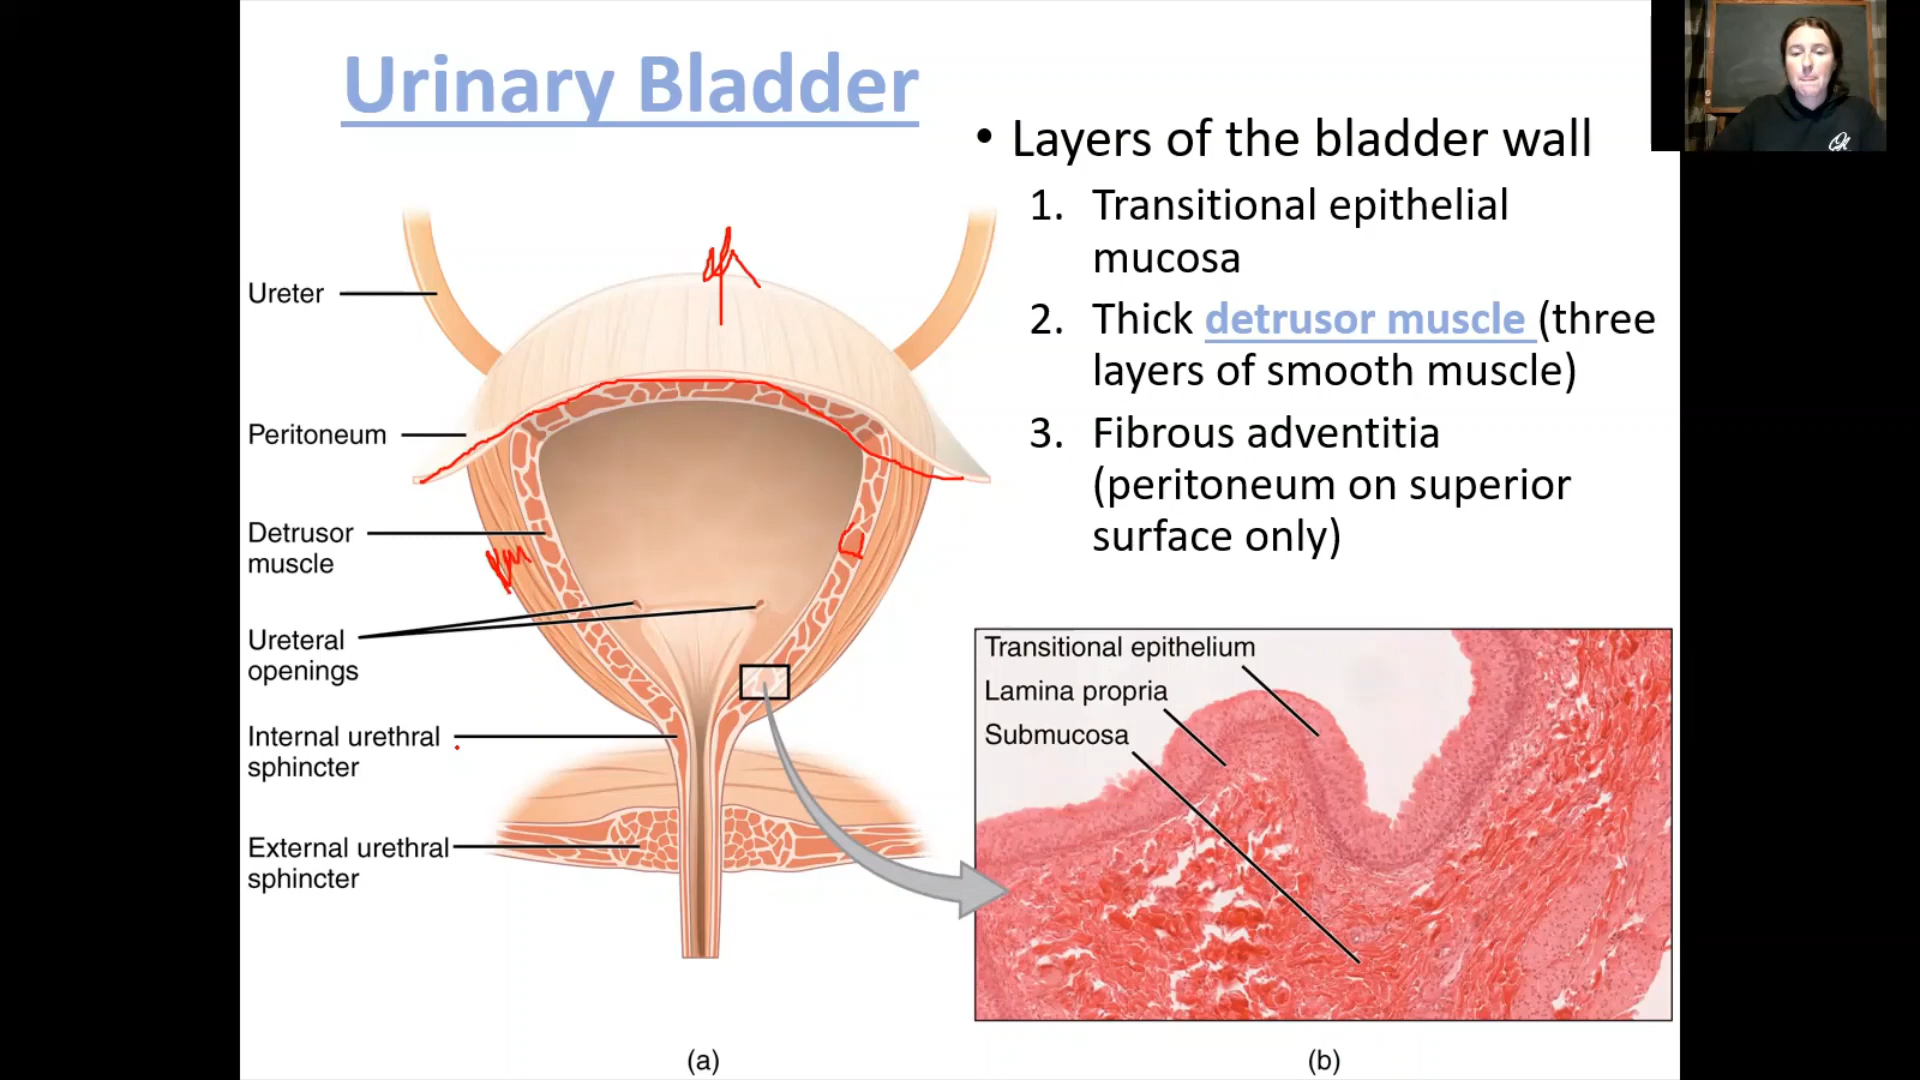 Urinary Bladder
• Layers of the bladder wall
1. Transitional epithelial
mucosa
2. Thick detrusor muscle (three
layers of smooth muscle)
3. Fibrous adventitia
(peritoneum on superior
surface only)
Ureter
Peritoneum
Detrusor
muscle
Ureteral
openings
Internal urethral
sphincter
External urethral
sphincter
(a)
Transitional epithelium
Lamina propria
Submucosa
(b)